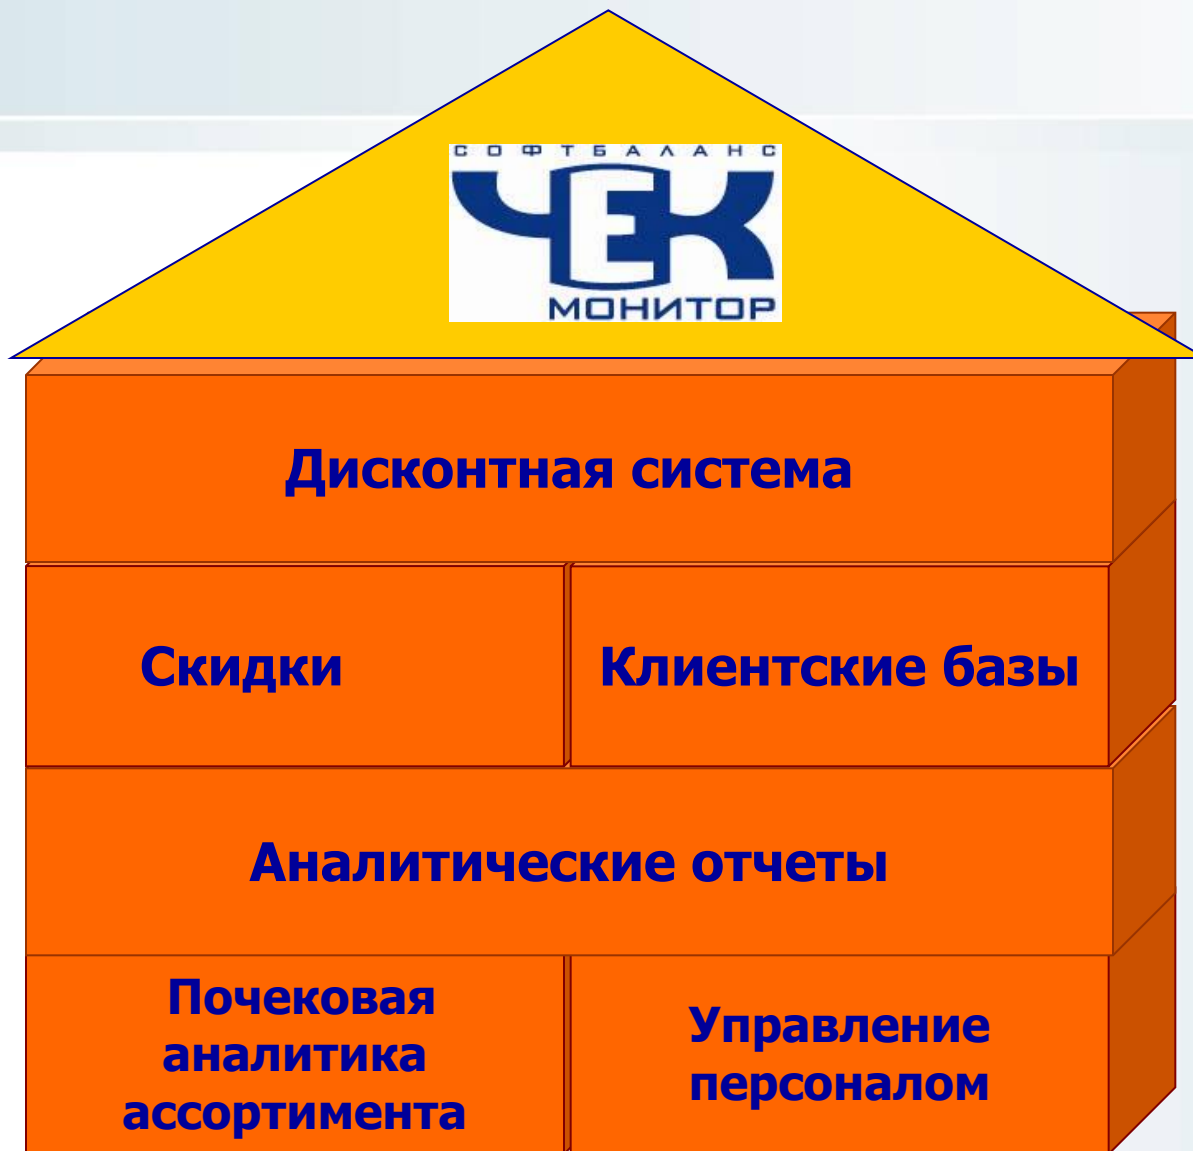 СОФТБАЛАНС
ЧЕК
МОНИТОР
Дисконтная система
Скидки
Клиентские базы
Аналитические отчеты
Почековая
аналитика
ассортимента
Управление
персоналом